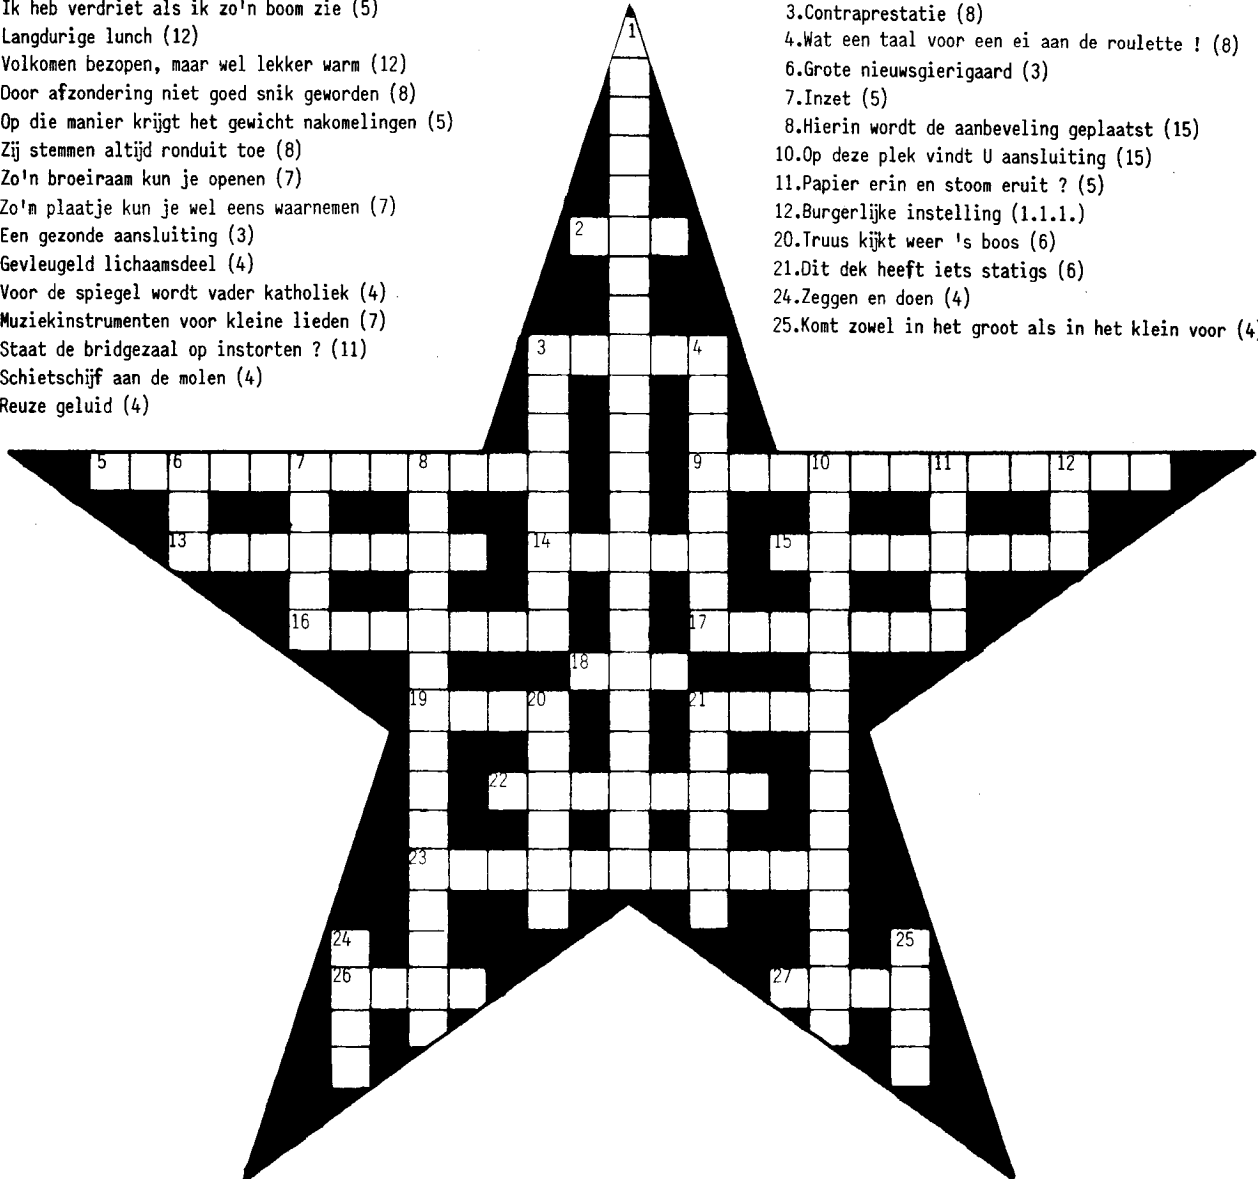 Ik heb verdriet als ik zo'n boom zie (5)
Langdurige lunch (12)
Volkomen bezopen, maar wel lekker warm (12)
Door afzondering niet goed snik geworden (8)
Op die manier krijgt het gewicht nakomelingen (5)
Zij stemmen altijd ronduit toe (8)
Zo'n broeiraam kun je openen (7)
Zo'n plaatje kun je wel eens waarnemen (7)
Een gezonde aansluiting (3)
Gevleugeld lichaamsdeel (4)
Voor de spiegel wordt vader katholiek (4)
Muziekinstrumenten voor kleine lieden (7)
Staat de bridgezaal op instorten ? (11)
Schietschijf aan de molen (4)
Reuze geluid (4)
3.Contraprestatie (8)
4.Wat een taal voor een ei aan de roulette ! (8)
6.Grote nieuwsgierigaard (3)
7.Inzet (5)
8.Hierin wordt de aanbeveling geplaatst (15)
10.Op deze plek vindt U aansluiting (15)
11.Papier erin en stoom eruit ? (5)
12.Burgerlijke instelling (1.1.1.)
20.Truus kijkt weer 's boos (6)
21.Dit dek heeft iets statigs (6)
24.Zeggen en doen (4)
25.Komt zowel in het groot als in het klein voor (4)
1
2
3 4
5 6 7 8 9 10 11 12
13 14 15
16 17
18
19 20 21
22
23
24 25
26 27